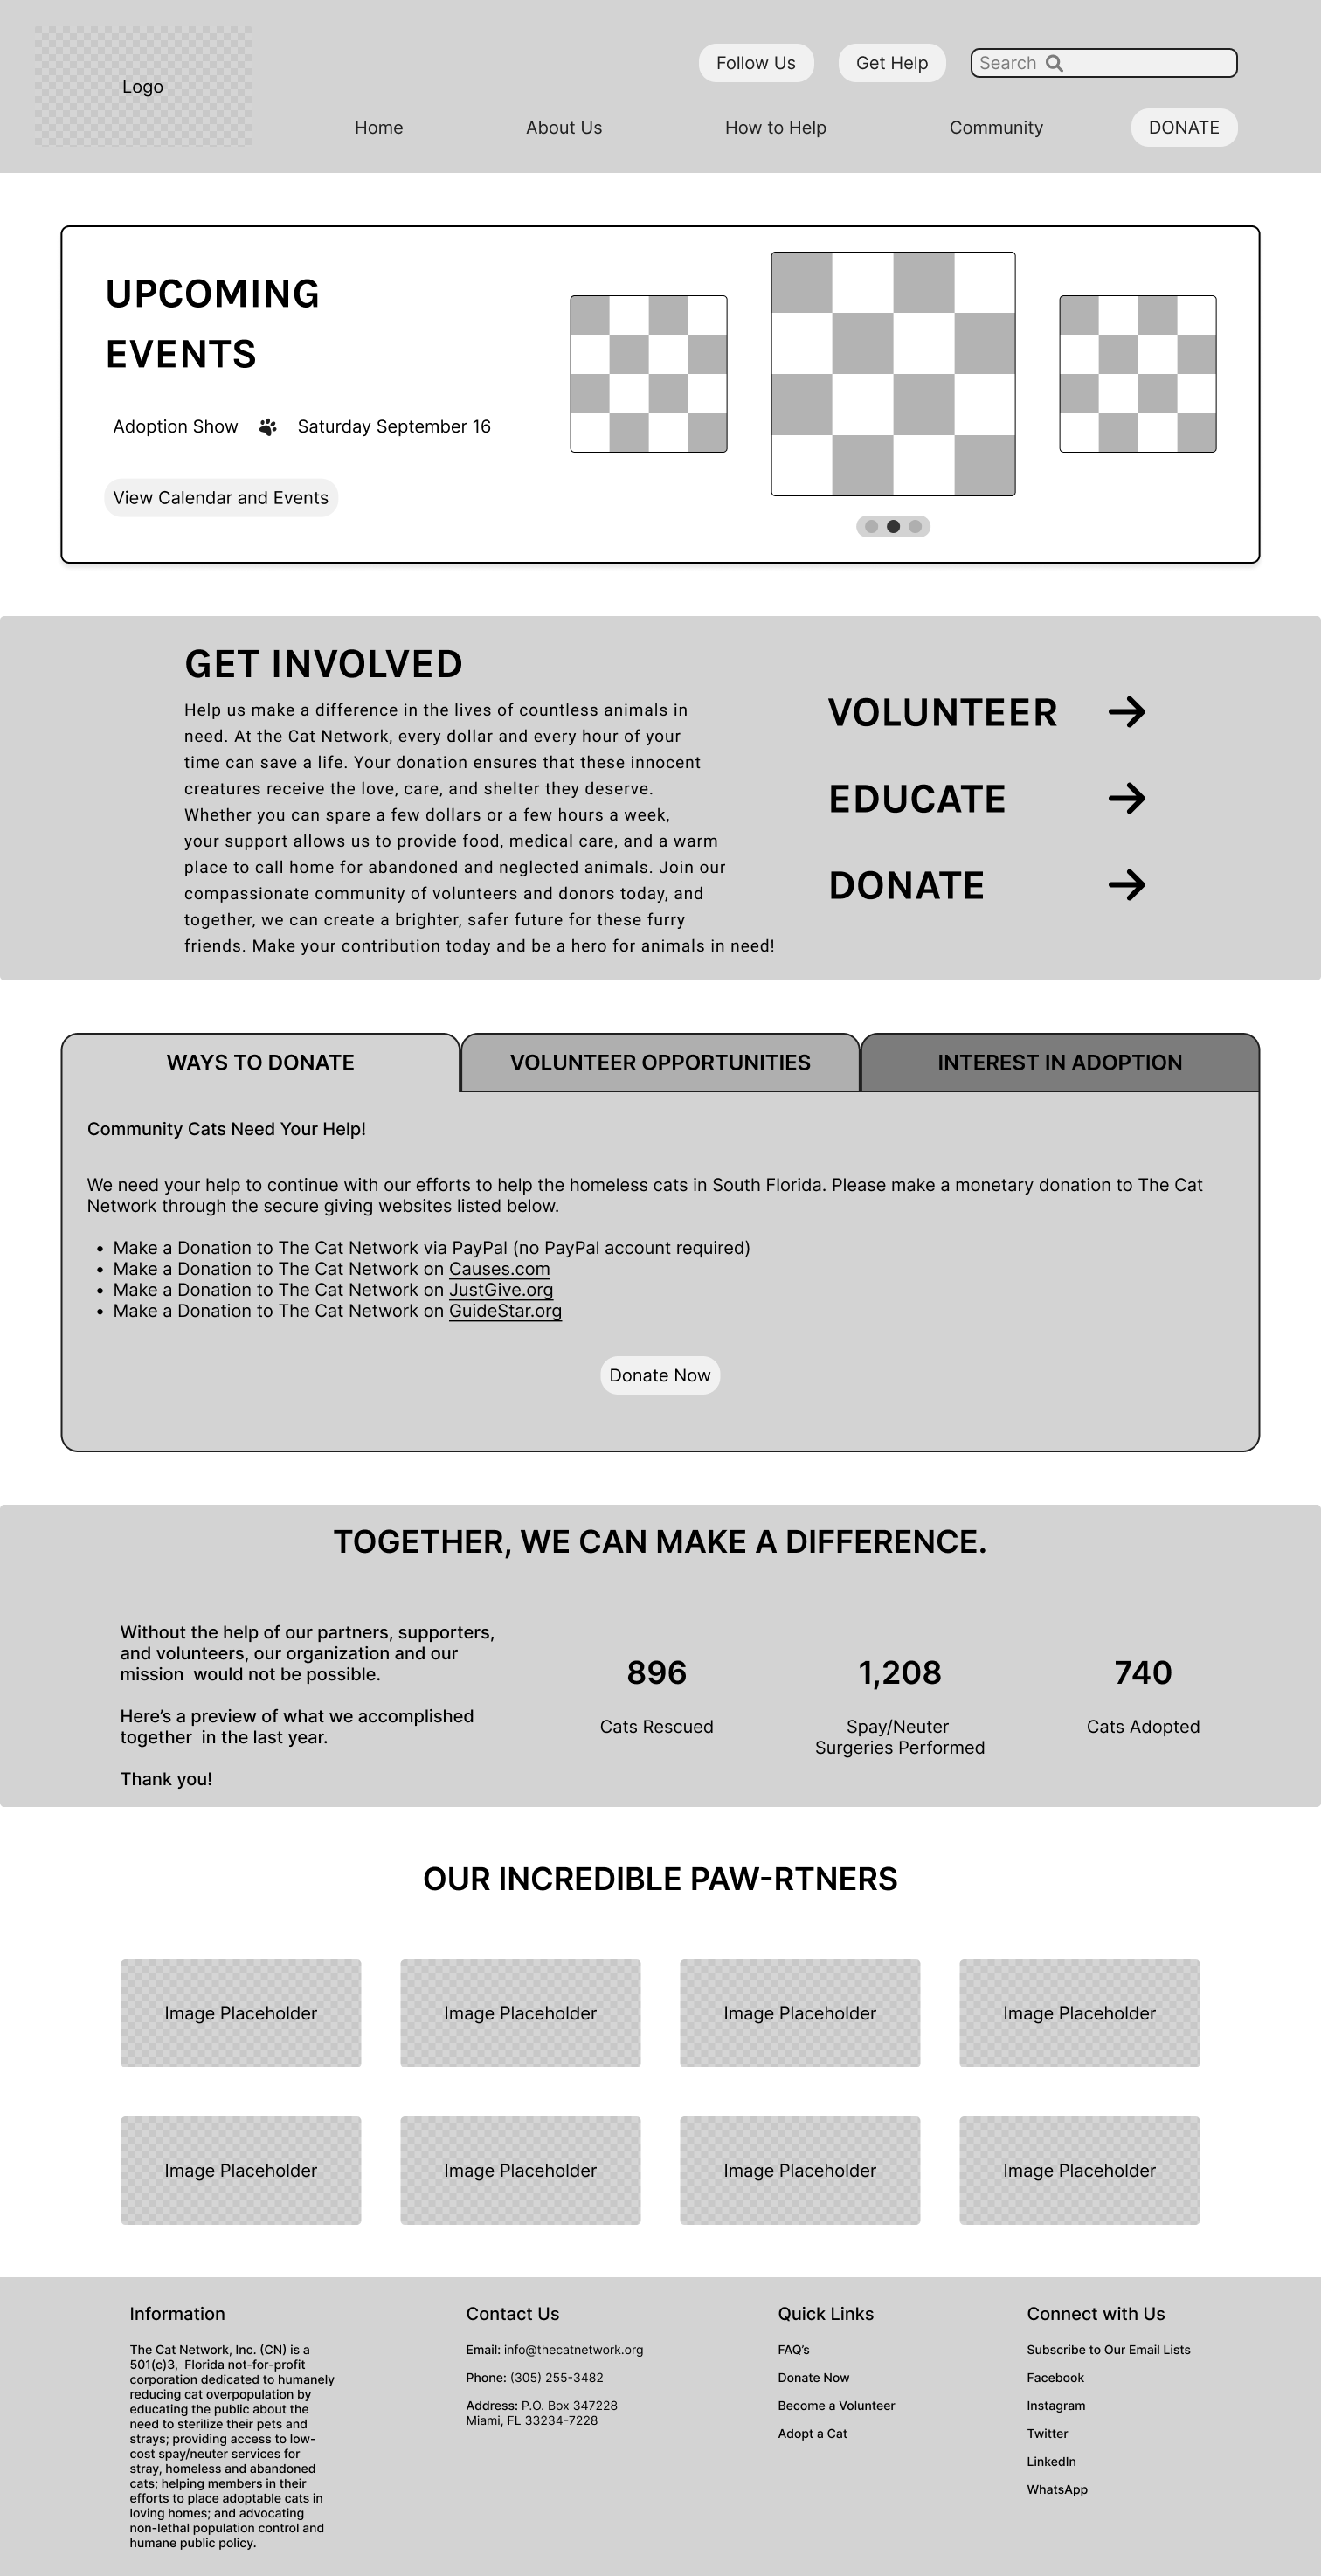 Logo
Follow Us
Get Help
Search
Home
About Us
How to Help
Community
DONATE
UPCOMING
EVENTS
Adoption Show
Saturday September 16
View Calendar and Events
GET INVOLVED
Help us make a difference in the lives of countless animals in
need. At the Cat Network, every dollar and every hour of your
time can save a life. Your donation ensures that these innocent
creatures receive the love, care, and shelter they deserve.
Whether you can spare a few dollars or a few hours a week,
your support allows us to provide food, medical care, and a warm
place to call home for abandoned and neglected animals. Join our
compassionate community of volunteers and donors today, and
together, we can create a brighter, safer future for these furry
friends. Make your contribution today and be a hero for animals in need!
VOLUNTEER
EDUCATE
DONATE
WAYS TO DONATE
VOLUNTEER OPPORTUNITIES
INTEREST IN ADOPTION
Community Cats Need Your Help!
We need your help to continue with our efforts to help the homeless cats in South Florida. Please make a monetary donation to The Cat
Network through the secure giving websites listed below.
• Make a Donation to The Cat Network via PayPal (no PayPal account required)
• Make a Donation to The Cat Network on Causes.com
• Make a Donation to The Cat Network on JustGive.org
• Make a Donation to The Cat Network on GuideStar.org
Donate Now
TOGETHER, WE CAN MAKE A DIFFERENCE.
Without the help of our partners, supporters,
and volunteers, our organization and our
mission  would not be possible.
Here's a preview of what we accomplished
together  in the last year.
Thank you!
896
Cats Rescued
1,208
Spay/Neuter
Surgeries Performed
740
Cats Adopted
OUR INCREDIBLE PAW-RTNERS
Image Placeholder
Image Placeholder
Image Placeholder
Image Placeholder
Image Placeholder
Image Placeholder
Image Placeholder
Image Placeholder
Information
The Cat Network, Inc. (CN) is a
501(c)3,  Florida not-for-profit
corporation dedicated to humanely
reducing cat overpopulation by
educating the public about the
need to sterilize their pets and
strays; providing access to low-
cost spay/neuter services for
stray, homeless and abandoned
cats; helping members in their
efforts to place adoptable cats in
loving homes; and advocating
non-lethal population control and
humane public policy.
Contact Us
Email: info@thecatnetwork.org
Phone: (305) 255-3482
Address: P.O. Box 347228
Miami, FL 33234-7228
Quick Links
FAQ's
Donate Now
Become a Volunteer
Adopt a Cat
Connect with Us
Subscribe to Our Email Lists
Facebook
Instagram
Twitter
LinkedIn
WhatsApp